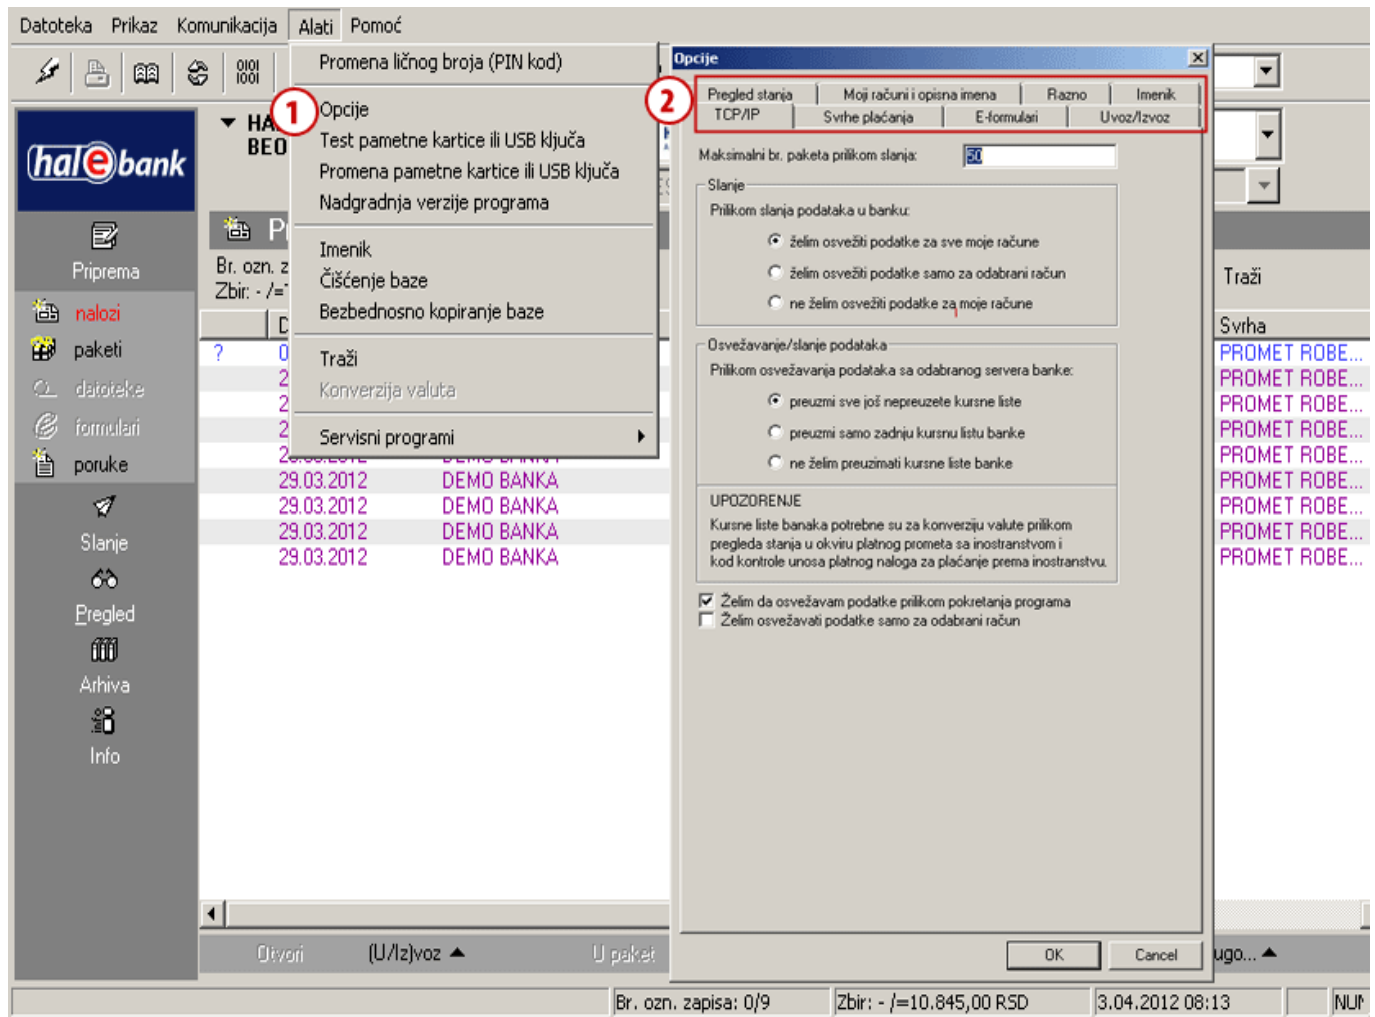 Datoteka Prikaz Komunikacija Alati Pomoć
Promena ličnog broja (PIN kod)
Opcije
Test pametne kartice ili USB ključa
Promena pametne kartice ili USB ključa
Nadgradnja verzije programa
Imenik
Čišćenje baze
Bezbednosno kopiranje baze
Traži
Konverzija valuta
Servisni programi
1
halebank
Priprema
nalozi
paketi
datoteke
formulari
poruke
Slanje
Pregled
Arhiva
Info
BEO
Br. ozn. z
Zbir: - /=
?
29.03.2012 DEMO BANKA
29.03.2012 DEMO BANKA
29.03.2012 DEMO BANKA
29.03.2012 DEMO BANKA
Opcije
2
Pregled stanja Moji računi i opisna imena Razno Imenik
TCP/IP Svrhe plaćanja E-formulari Uvoz/Izvoz
Maksimalni br. paketa prilikom slanja: 50
Slanje
Prilikom slanja podataka u banku:
želim osvežiti podatke za sve moje račune
želim osvežiti podatke samo za odabrani račun
ne želim osvežiti podatke za moje račune
Osvežavanje/slanje podataka
Prilikom osvežavanja podataka sa odabranog servera banke:
preuzmi sve još nepreuzete kursne liste
preuzmi samo zadnju kursnu listu banke
ne želim preuzimati kursne liste banke
UPOZORENJE
Kursne liste banaka potrebne su za konverziju valute prilikom
pregleda stanja u okviru platnog prometa sa inostranstvom i
kod kontrole unosa platnog naloga za plaćanje prema inostranstvu.
Želim da osvežavam podatke prilikom pokretanja programa
Želim osvežavati podatke samo za odabrani račun
OK Cancel
Traži
Svrha
PROMET ROBE...
PROMET ROBE...
PROMET ROBE...
PROMET ROBE...
PROMET ROBE...
PROMET ROBE...
PROMET ROBE...
PROMET ROBE...
PROMET ROBE...
Otvori (U/Iz)voz U paket ugo...
Br. ozn. zapisa: 0/9 Zbir: - /=10.845,00 RSD 3.04.2012 08:13